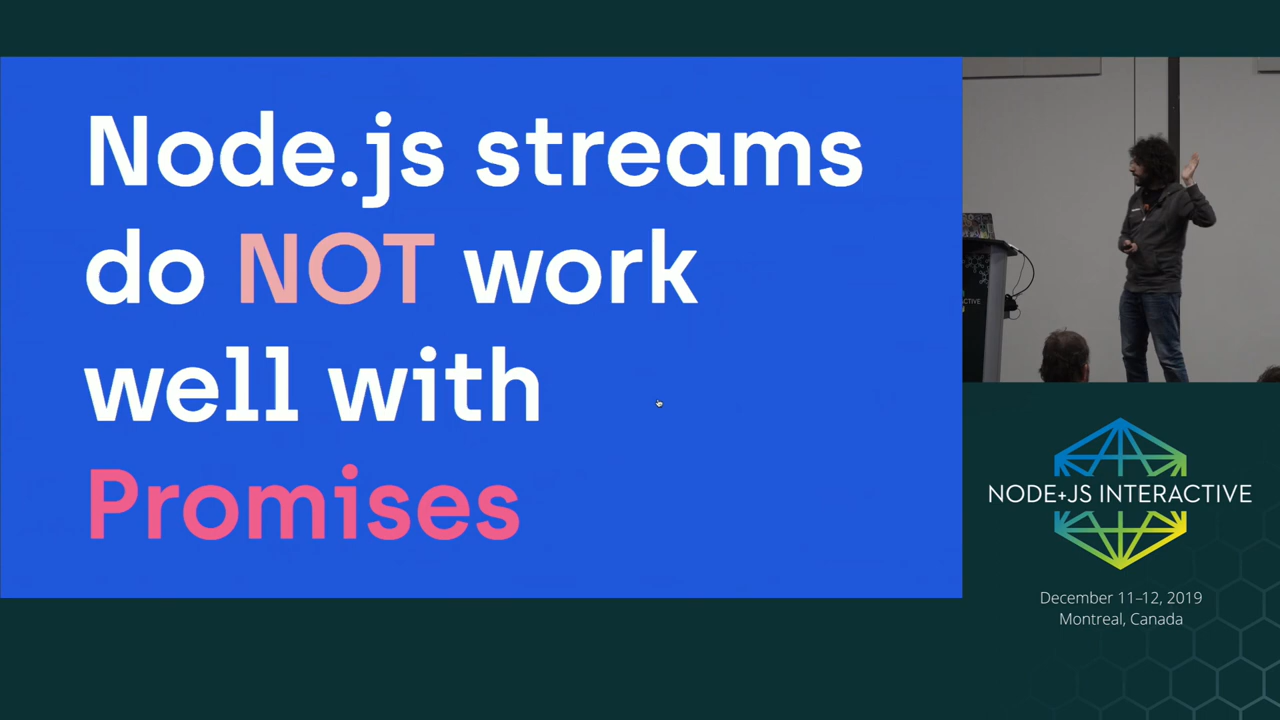 Node.js streams
do NOT work
well with
Promises
NODE+JS INTERACTIVE
December 11–12, 2019
Montreal, Canada